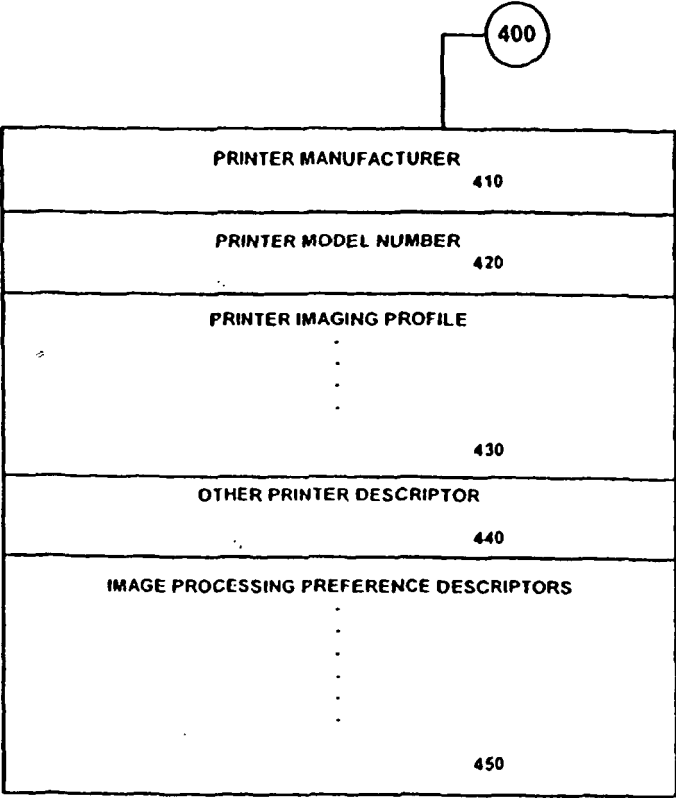 400
PRINTER MANUFACTURER
410
PRINTER MODEL NUMBER
420
PRINTER IMAGING PROFILE
430
OTHER PRINTER DESCRIPTOR
440
IMAGE PROCESSING PREFERENCE DESCRIPTORS
450